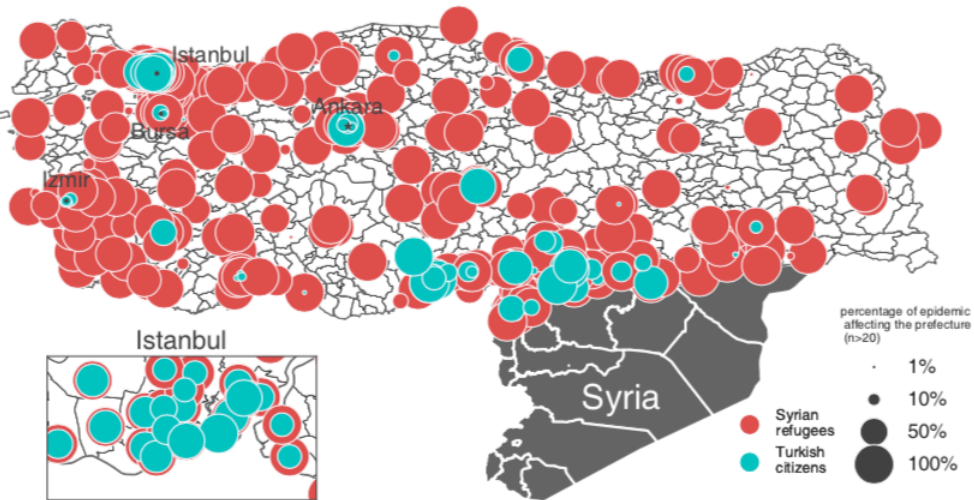 Istanbul
Ankara
Bursa
Izmir
Istanbul
Syria
percentage of epidemic
affecting the prefecture
(n>20)
1%
10%
50%
100%
Syrian
refugees
Turkish
citizens